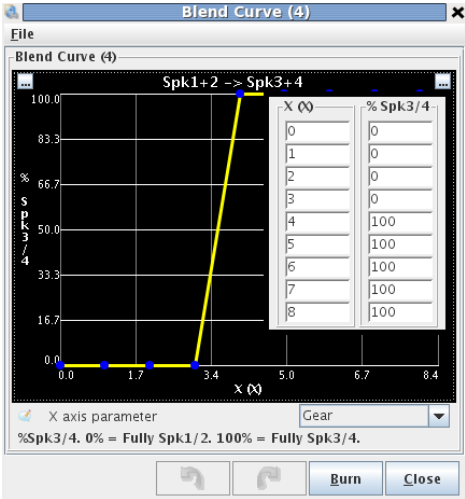 Blend Curve (4)
File
Blend Curve (4)
... Spk1+2 -> Spk3+4 ...
X (X) % Spk3/4
0 0
1 0
2 0
3 0
4 100
5 100
6 100
7 100
8 100
100.0
83.3
66.7
50.0
33.3
16.7
0.0
% Spk3/4
0.0 1.7 3.4 5.0 6.7 8.4
X (X)
X axis parameter Gear
%Spk3/4. 0% = Fully Spk1/2. 100% = Fully Spk3/4.
Burn Close